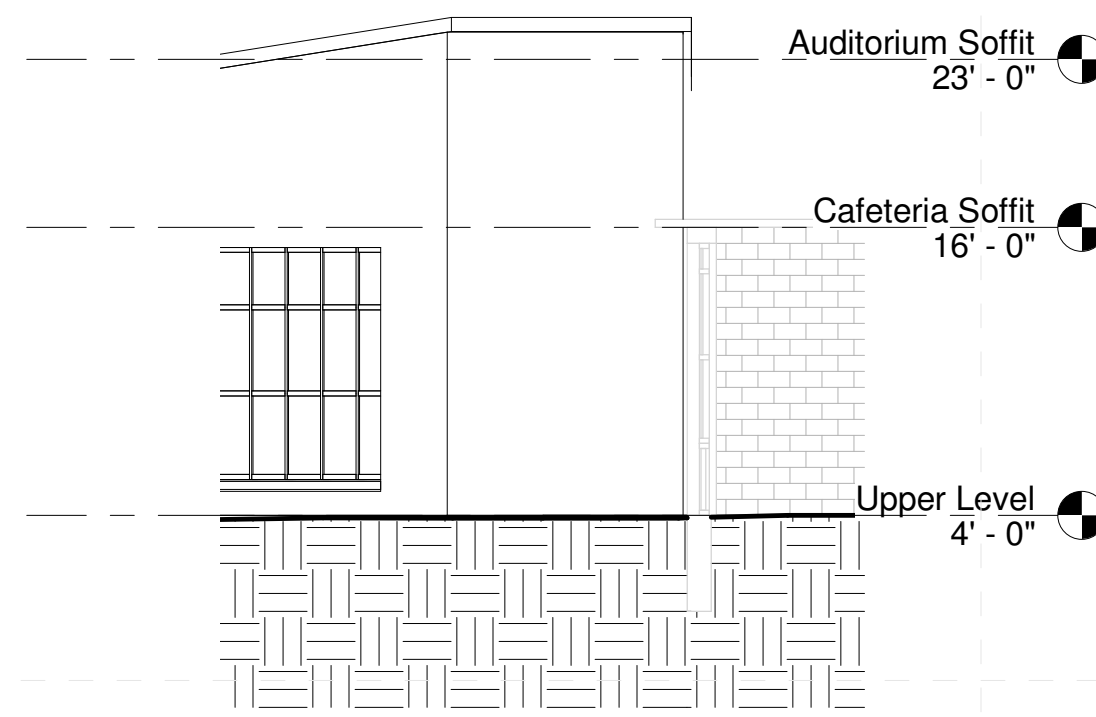 Auditorium Soffit
23' - 0"
Cafeteria Soffit
16' - 0"
Upper Level
4' - 0"